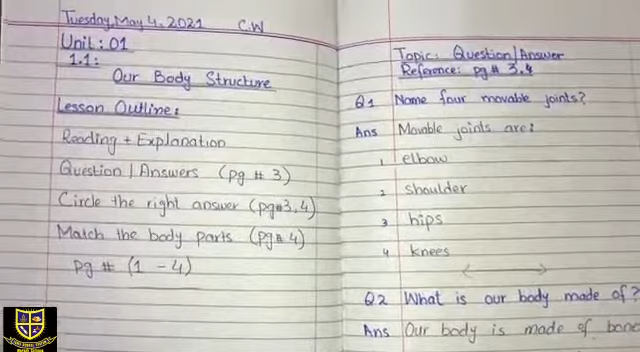 Tuesday, May 4, 2021 C.W
Unit : 01
1.1:
Our Body Structure
Lesson Outline:
Reading + Explanation
Question | Answers (pg # 3)
Circle the right answer (pg#3,4)
Match the body parts (pg# 4)
pg # (1 - 4)
Topic: Question/Answer
Reference: pg # 3.4
Q1 Name four movable joints?
Ans Movable joints are:
1 elbow
2 shoulder
3 hips
4 knees
Q2 What is our body made of?
Ans Our body is made of bone